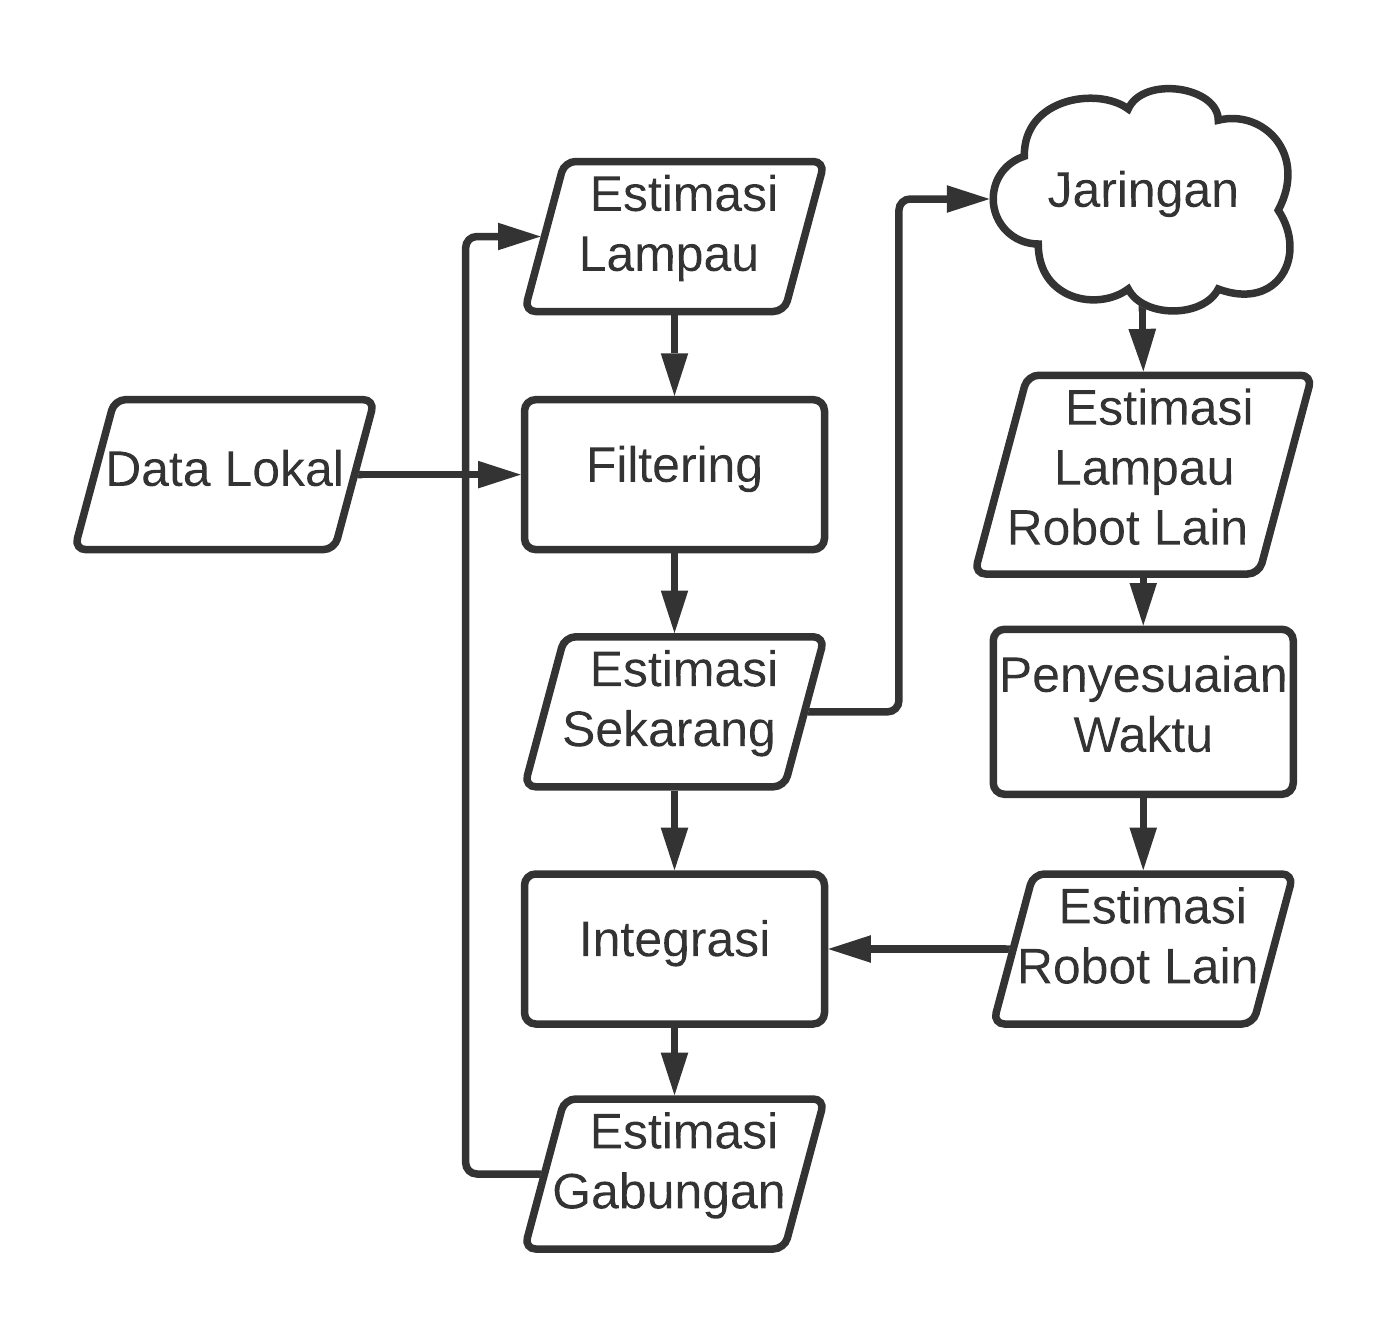 Estimasi
Lampau
Data Lokal
Filtering
Estimasi
Sekarang
Integrasi
Estimasi
Gabungan
Jaringan
Estimasi
Lampau
Robot Lain
Penyesuaian
Waktu
Estimasi
Robot Lain